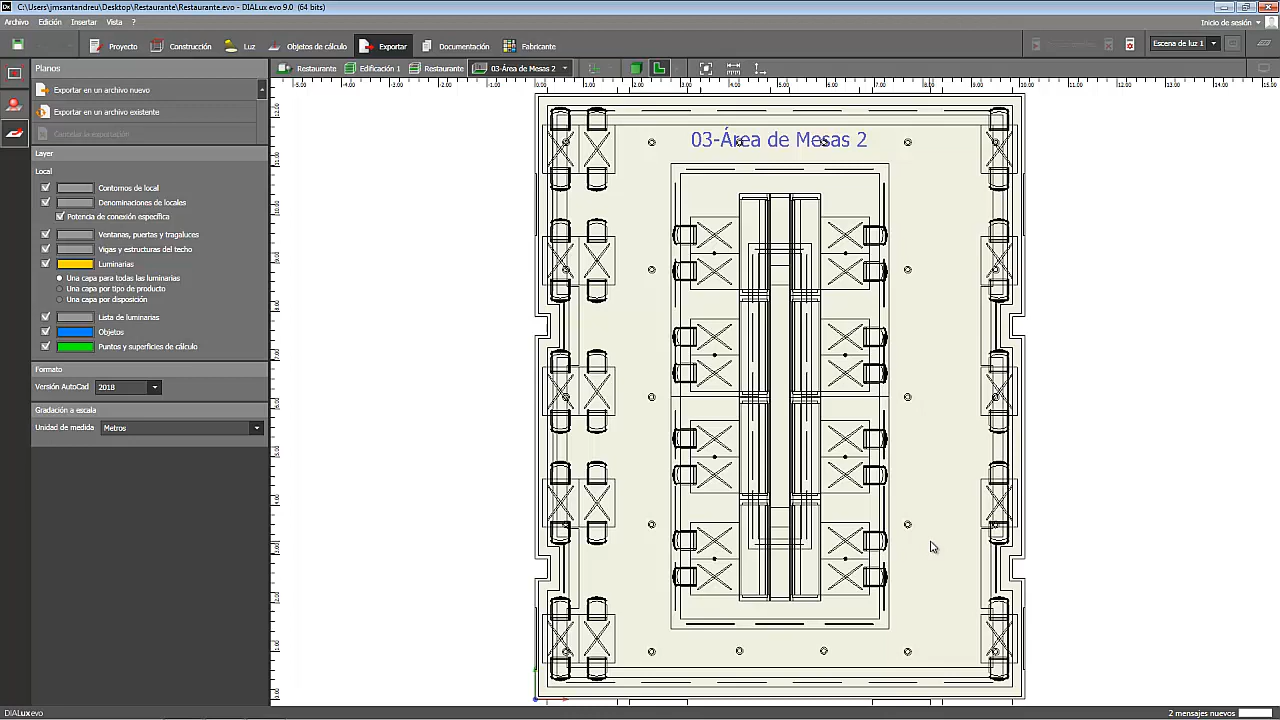 C:\Users\jmsantandreu\Desktop\Restaurante\Restaurante.evo - DIALux evo 9.0 (64 bits)
Archivo Edición Insertar Vista ?
Inicio de sesión
Proyecto Construcción Luz Objetos de cálculo Exportar Documentación Fabricante
Escena de luz 1
Planos
Restaurante Edificación 1 Restaurante 03-Área de Mesas 2
Exportar en un archivo nuevo
Exportar en un archivo existente
Cancelar la exportación
Layer
Local
Contornos de local
Denominaciones de locales
Potencia de conexión específica
Ventanas, puertas y tragaluces
Vigas y estructuras del techo
Luminarias
Una capa para todas las luminarias
Una capa por tipo de producto
Una capa por disposición
Lista de luminarias
Objetos
Puntos y superficies de cálculo
Formato
Versión AutoCad 2018
Gradación a escala
Unidad de medida Metros
03-Área de Mesas 2
DIALux evo
2 mensajes nuevos